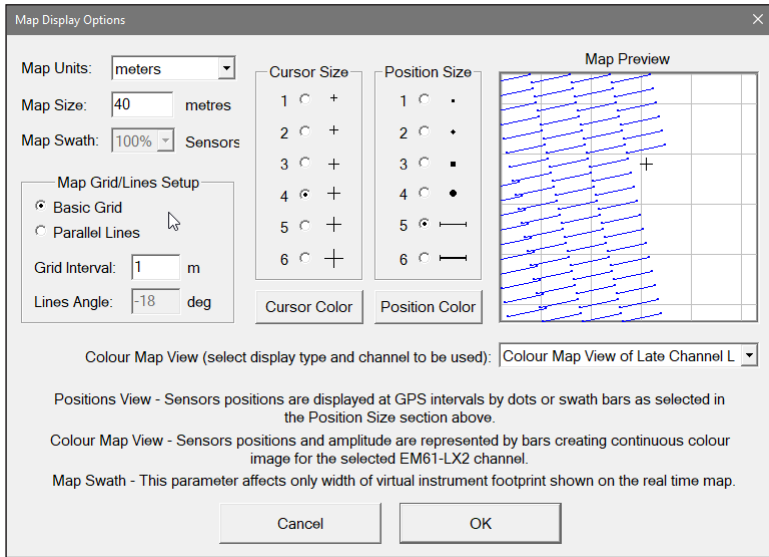 Map Display Options
Map Units: meters
Map Size: 40 metres
Map Swath: 100% Sensors
Map Grid/Lines Setup
Basic Grid
Parallel Lines
Grid Interval: 1 m
Lines Angle: -18 deg
Cursor Size
1
2
3
4
5
6
Cursor Color
Position Size
1
2
3
4
5
6
Position Color
Map Preview
Colour Map View (select display type and channel to be used): Colour Map View of Late Channel L
Positions View - Sensors positions are displayed at GPS intervals by dots or swath bars as selected in
the Position Size section above.
Colour Map View - Sensors positions and amplitude are represented by bars creating continuous colour
image for the selected EM61-LX2 channel.
Map Swath - This parameter affects only width of virtual instrument footprint shown on the real time map.
Cancel
OK